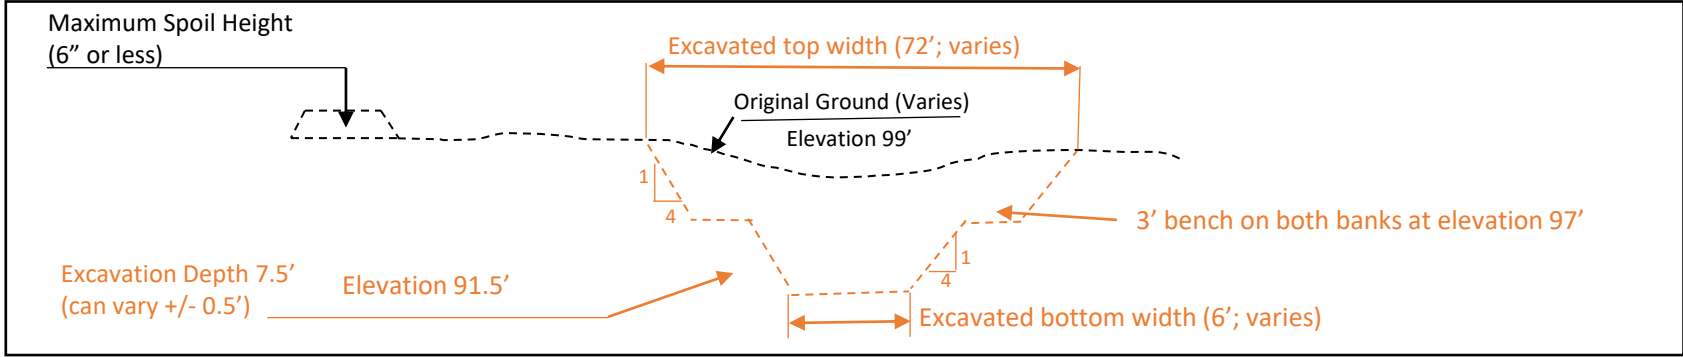 Maximum Spoil Height
(6” or less)
Excavated top width (72’; varies)
Original Ground (Varies)
Elevation 99’
1
4
3’ bench on both banks at elevation 97’
1
4
Excavation Depth 7.5’
(can vary +/- 0.5’)
Elevation 91.5’
Excavated bottom width (6’; varies)